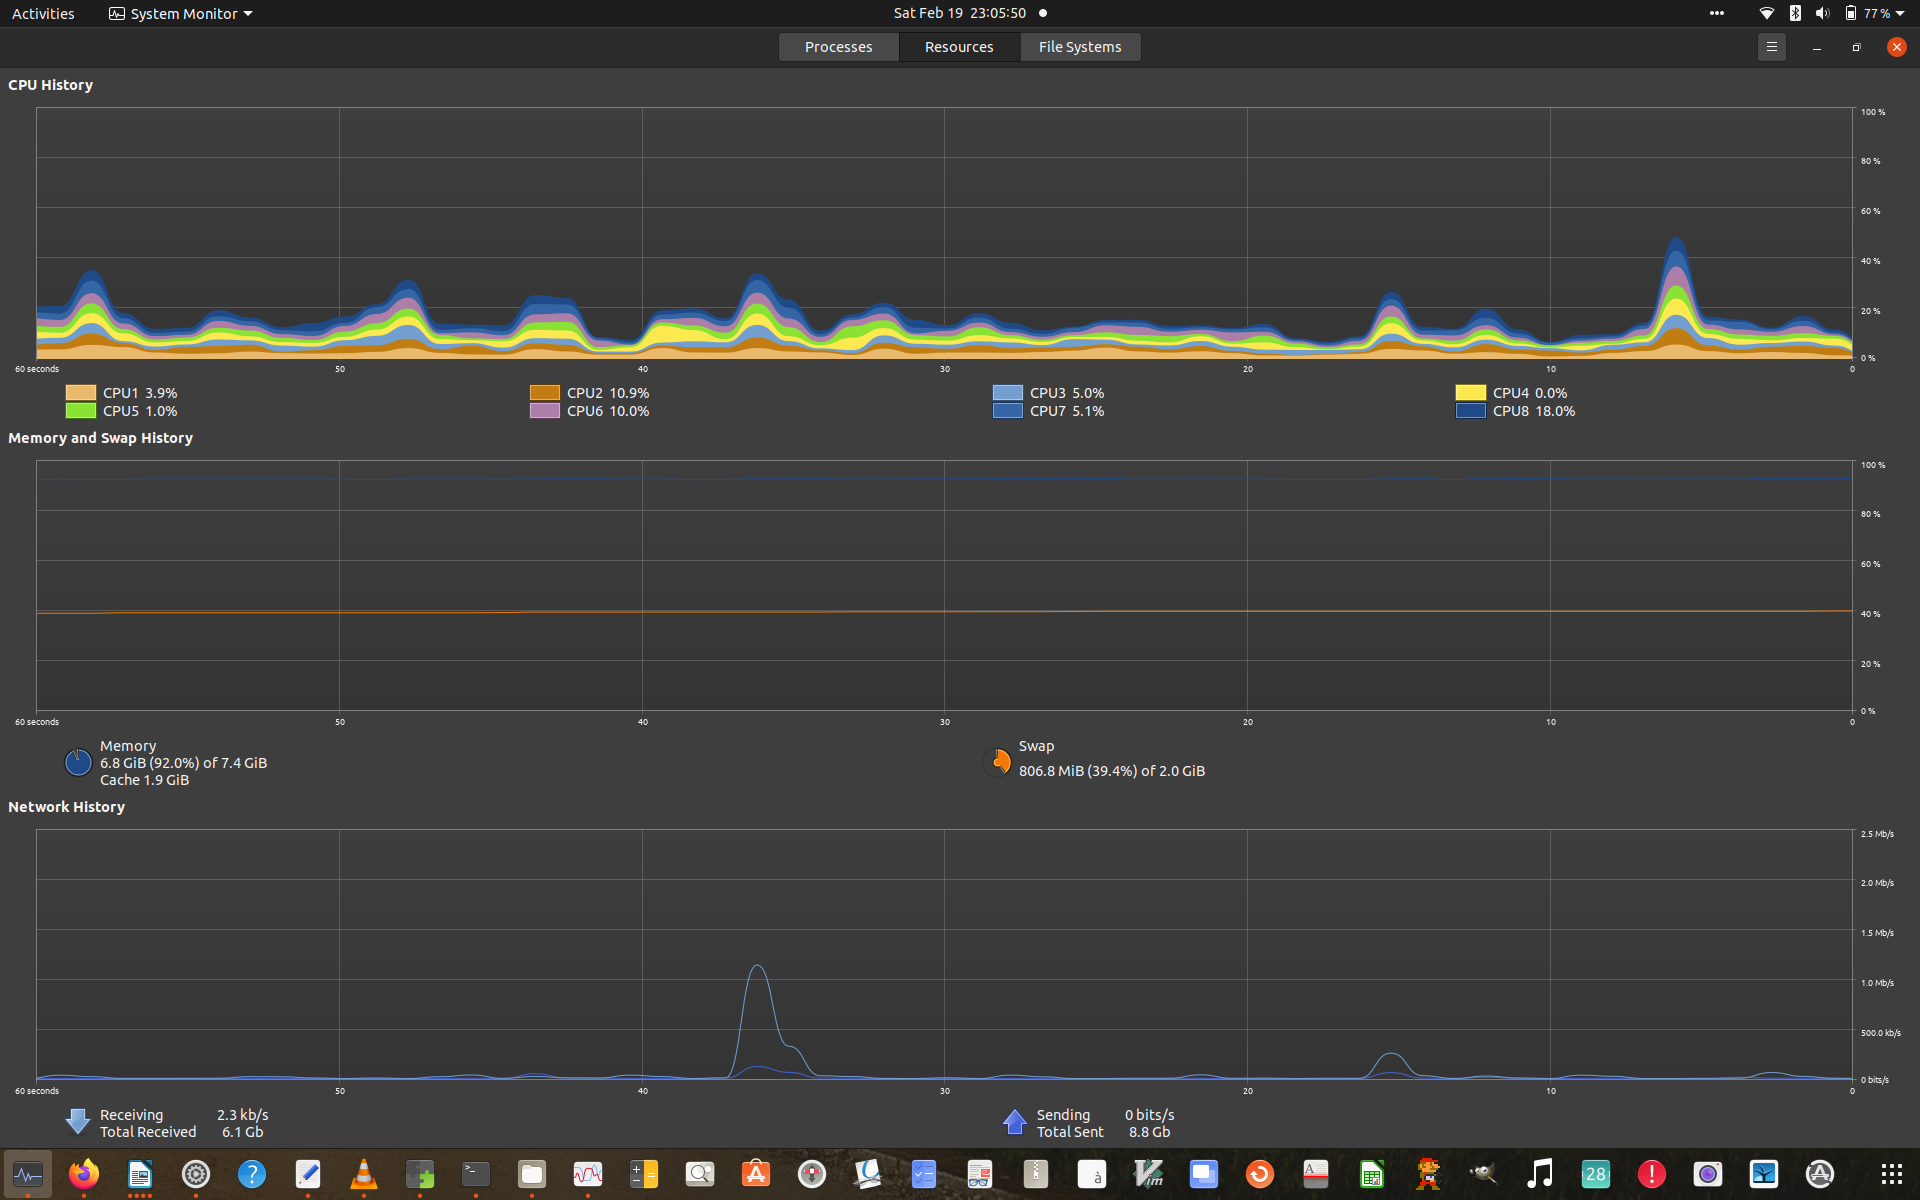 Activities System Monitor Sat Feb 19 23:05:50 77 %
Processes Resources File Systems
CPU History
100 %
80 %
60 %
40 %
20 %
0 %
60 seconds 50 40 30 20 10 0
CPU1 3.9% CPU2 10.9% CPU3 5.0% CPU4 0.0%
CPU5 1.0% CPU6 10.0% CPU7 5.1% CPU8 18.0%
Memory and Swap History
100 %
80 %
60 %
40 %
20 %
0 %
60 seconds 50 40 30 20 10 0
Memory
6.8 GiB (92.0%) of 7.4 GiB
Cache 1.9 GiB
Swap
806.8 MiB (39.4%) of 2.0 GiB
Network History
2.5 Mb/s
2.0 Mb/s
1.5 Mb/s
1.0 Mb/s
500.0 kb/s
0 bits/s
60 seconds 50 40 30 20 10 0
Receiving 2.3 kb/s
Total Received 6.1 Gb
Sending 0 bits/s
Total Sent 8.8 Gb
? >_ à Vim A 28 !